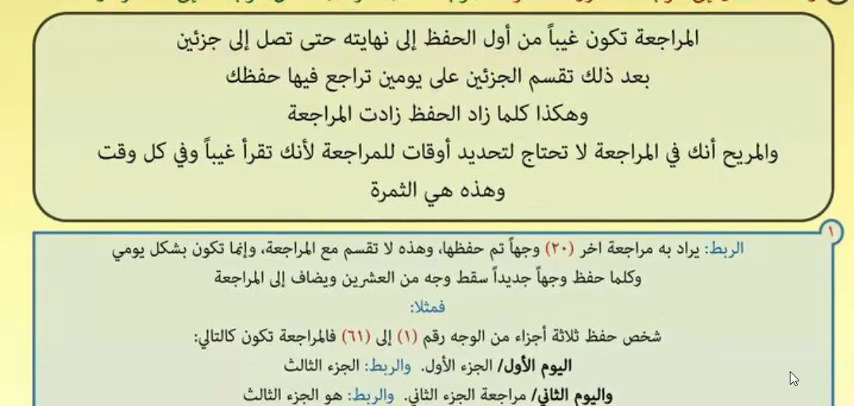 المراجعة تكون غيباً من أول الحفظ إلى نهايته حتى تصل إلى جزئين
بعد ذلك تقسم الجزئين على يومين تراجع فيها حفظك
وهكذا كلما زاد الحفظ زادت المراجعة
والمريح أنك في المراجعة لا تحتاج لتحديد أوقات للمراجعة لأنك تقرأ غيباً وفي كل وقت
وهذه هي الثمرة
١
الربط: يراد به مراجعة اخر (٢٠) وجهاً تم حفظها، وهذه لا تقسم مع المراجعة، وإنما تكون بشكل يومي
وكلما حفظ وجهاً جديداً سقط وجه من العشرين ويضاف إلى المراجعة
فمثلا:
شخص حفظ ثلاثة أجزاء من الوجه رقم (١) إلى (٦١) فالمراجعة تكون كالتالي:
اليوم الأول/ الجزء الأول. والربط: الجزء الثالث
واليوم الثاني/ مراجعة الجزء الثاني. والربط: هو الجزء الثالث